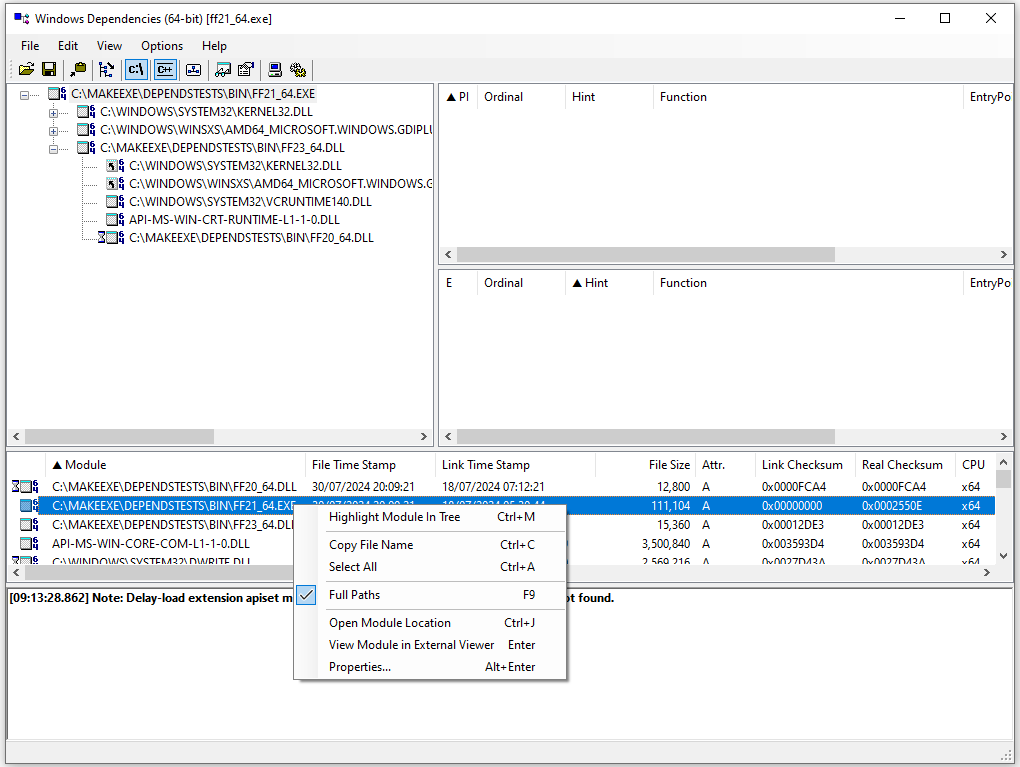 Windows Dependencies (64-bit) [ff21_64.exe]
File Edit View Options Help
C:\ C++
C:\MAKEEXE\DEPENDSTESTS\BIN\FF21_64.EXE
C:\WINDOWS\SYSTEM32\KERNEL32.DLL
C:\WINDOWS\WINSXS\AMD64_MICROSOFT.WINDOWS.GDIPLU
C:\MAKEEXE\DEPENDSTESTS\BIN\FF23_64.DLL
C:\WINDOWS\SYSTEM32\KERNEL32.DLL
C:\WINDOWS\WINSXS\AMD64_MICROSOFT.WINDOWS.G
C:\WINDOWS\SYSTEM32\VCRUNTIME140.DLL
API-MS-WIN-CRT-RUNTIME-L1-1-0.DLL
C:\MAKEEXE\DEPENDSTESTS\BIN\FF20_64.DLL
PI Ordinal Hint Function EntryPo
E Ordinal Hint Function EntryPo
Module File Time Stamp Link Time Stamp File Size Attr. Link Checksum Real Checksum CPU
C:\MAKEEXE\DEPENDSTESTS\BIN\FF20_64.DLL 30/07/2024 20:09:21 18/07/2024 07:12:21 12,800 A 0x0000FCA4 0x0000FCA4 x64
C:\MAKEEXE\DEPENDSTESTS\BIN\FF21_64.EXE 111,104 A 0x00000000 0x0002550E x64
C:\MAKEEXE\DEPENDSTESTS\BIN\FF23_64.DLL 15,360 A 0x00012DE3 0x00012DE3 x64
API-MS-WIN-CORE-COM-L1-1-0.DLL 3,500,840 A 0x003593D4 0x003593D4 x64
C:\WINDOWS\SYSTEM32\DWRITE.DLL 2,569,216 A 0x0027D43A 0x0027D43A x64
Highlight Module In Tree Ctrl+M
Copy File Name Ctrl+C
Select All Ctrl+A
Full Paths F9
Open Module Location Ctrl+J
View Module in External Viewer Enter
Properties... Alt+Enter
[09:13:28.862] Note: Delay-load extension apiset m ot found.